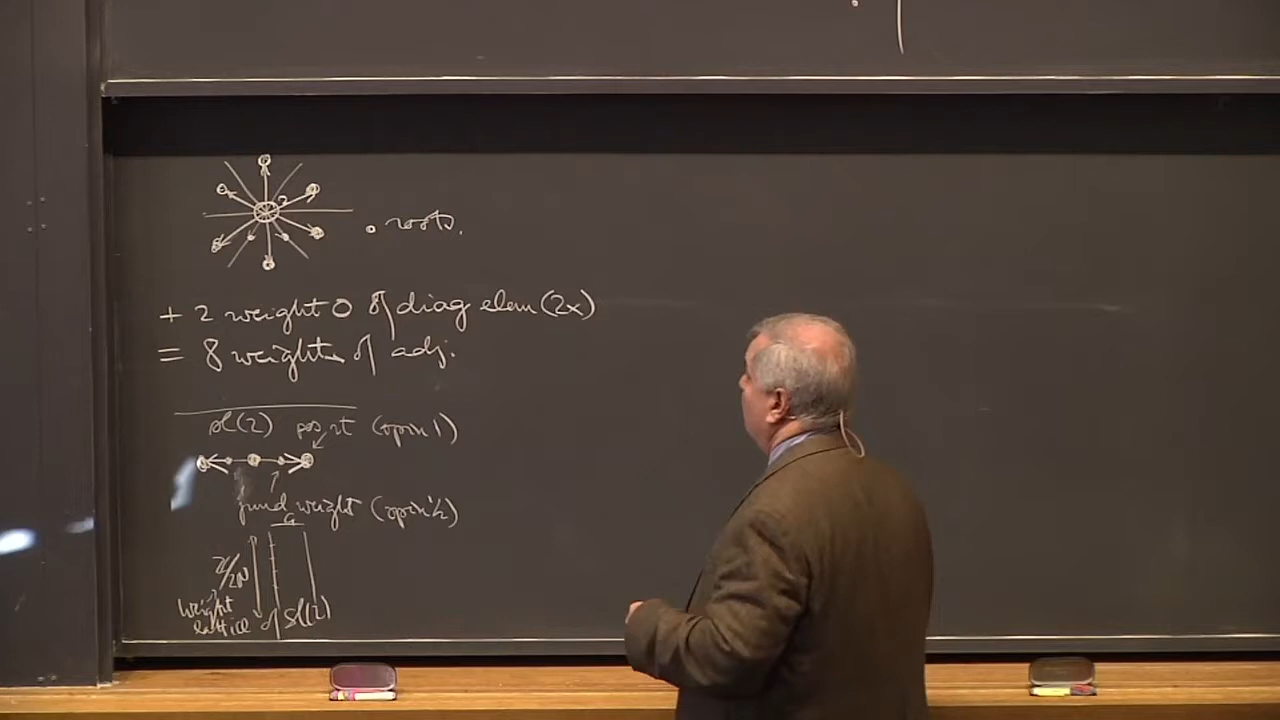 2
• roots.
+ 2 weight 0 of diag elem (2x)
= 8 weights of adj.
sl(2) pos rt (spin 1)
fund weight (spin ½)
weight
lattice of sl(2)